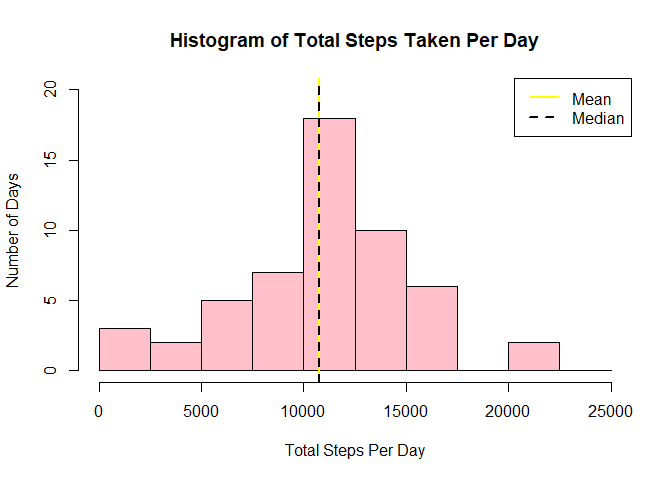 Histogram of Total Steps Taken Per Day
Mean
Median
Number of Days
20
15
10
5
0
0 5000 10000 15000 20000 25000
Total Steps Per Day